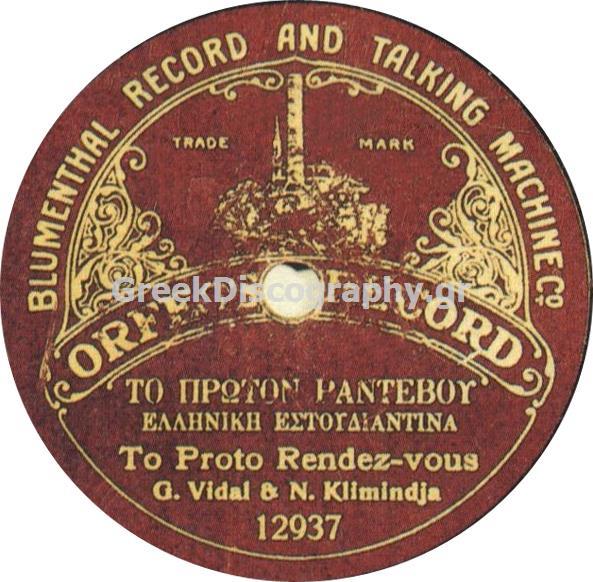 BLUMENTHAL RECORD AND TALKING MACHINE Co
TRADE MARK
GreekDiscography.gr
RECORD
ΤΟ ΠΡΩΤΟΝ ΡΑΝΤΕΒΟΥ
ΕΛΛΗΝΙΚΗ ΕΣΤΟΥΔΙΑΝΤΙΝΑ
To Proto Rendez-vous
G. Vidal & N. Klimindja
12937